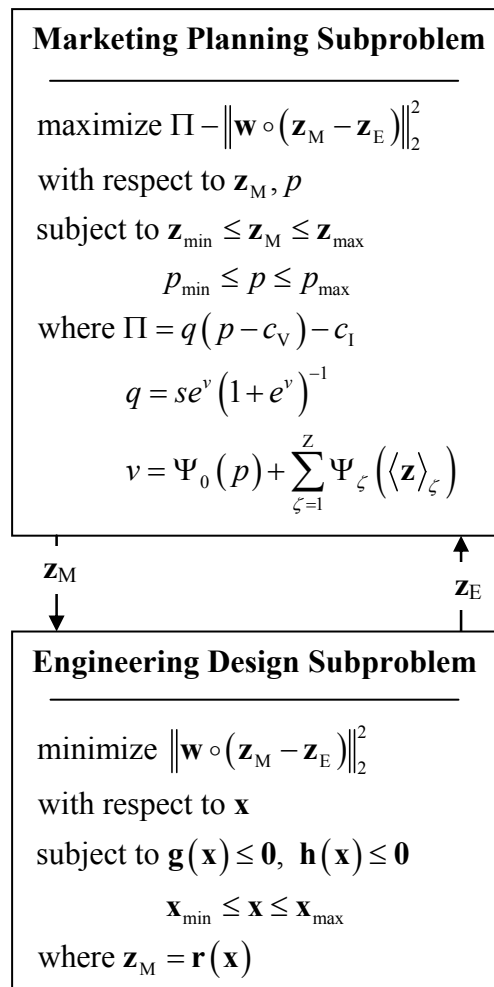 Marketing Planning Subproblem
maximize Π − ‖w ∘ (z_M − z_E)‖₂²
with respect to z_M, p
subject to z_min ≤ z_M ≤ z_max
p_min ≤ p ≤ p_max
where Π = q(p − c_V) − c_I
q = se^v (1 + e^v)^−1
v = Ψ_0(p) + ∑_{ζ=1}^{Z} Ψ_ζ(⟨z⟩_ζ)
z_M z_E
Engineering Design Subproblem
minimize ‖w ∘ (z_M − z_E)‖₂²
with respect to x
subject to g(x) ≤ 0, h(x) ≤ 0
x_min ≤ x ≤ x_max
where z_M = r(x)